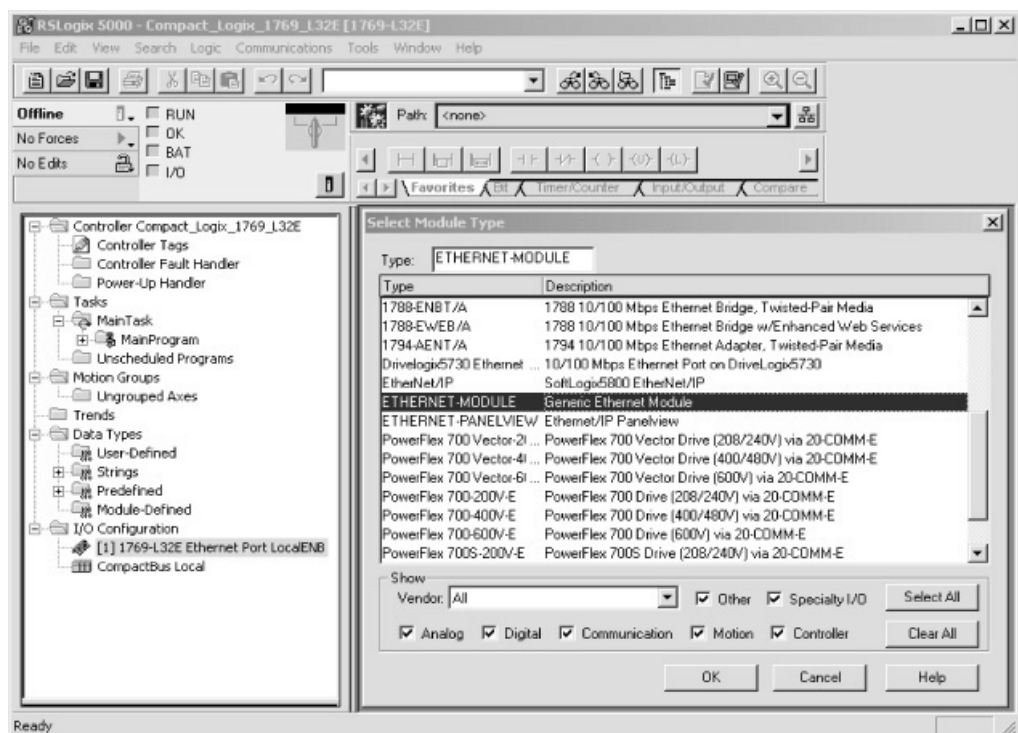 RSLogix 5000 - Compact_Logix_1769_L32E [1769-L32E]
File Edit View Search Logic Communications Tools Window Help
Offline
RUN
No Forces
OK
No Edits
BAT
I/O
Path: <none>
Favorites Bit Timer/Counter Input/Output Compare
Controller Compact_Logix_1769_L32E
Controller Tags
Controller Fault Handler
Power-Up Handler
Tasks
MainTask
MainProgram
Unscheduled Programs
Motion Groups
Ungrouped Axes
Trends
Data Types
User-Defined
Strings
Predefined
Module-Defined
I/O Configuration
[1] 1769-L32E Ethernet Port LocalENB
CompactBus Local
Select Module Type
Type: ETHERNET-MODULE
Type Description
1788-ENBT/A 1788 10/100 Mbps Ethernet Bridge, Twisted-Pair Media
1788-EWEB/A 1788 10/100 Mbps Ethernet Bridge w/Enhanced Web Services
1794-AENT/A 1794 10/100 Mbps Ethernet Adapter, Twisted-Pair Media
Drivelogix5730 Ethernet ... 10/100 Mbps Ethernet Port on DriveLogix5730
EtherNet/IP SoftLogix5800 EtherNet/IP
ETHERNET-MODULE Generic Ethernet Module
ETHERNET-PANELVIEW Ethernet/IP Panelview
PowerFlex 700 Vector-2( ... PowerFlex 700 Vector Drive (208/240V) via 20-COMM-E
PowerFlex 700 Vector-4( ... PowerFlex 700 Vector Drive (400/480V) via 20-COMM-E
PowerFlex 700 Vector-6( ... PowerFlex 700 Vector Drive (600V) via 20-COMM-E
PowerFlex 700-200V-E PowerFlex 700 Drive (208/240V) via 20-COMM-E
PowerFlex 700-400V-E PowerFlex 700 Drive (400/480V) via 20-COMM-E
PowerFlex 700-600V-E PowerFlex 700 Drive (600V) via 20-COMM-E
PowerFlex 700S-200V-E PowerFlex 700S Drive (208/240V) via 20-COMM-E
Show
Vendor: All
Other Specialty I/O Select All
Analog Digital Communication Motion Controller Clear All
OK Cancel Help
Ready